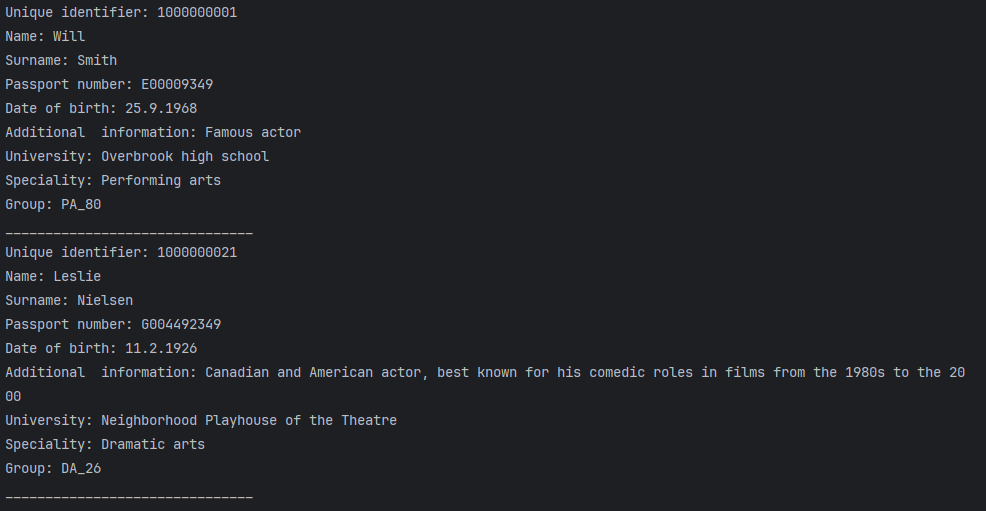 Unique identifier: 1000000001
Name: Will
Surname: Smith
Passport number: E00009349
Date of birth: 25.9.1968
Additional  information: Famous actor
University: Overbrook high school
Speciality: Performing arts
Group: PA_80
_______________________________
Unique identifier: 1000000021
Name: Leslie
Surname: Nielsen
Passport number: G004492349
Date of birth: 11.2.1926
Additional  information: Canadian and American actor, best known for his comedic roles in films from the 1980s to the 20
00
University: Neighborhood Playhouse of the Theatre
Speciality: Dramatic arts
Group: DA_26
_______________________________